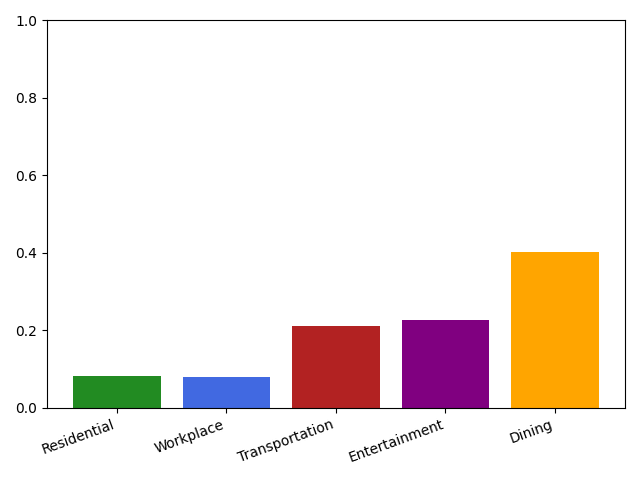 1.0
0.8
0.6
0.4
0.2
0.0
Residential
Workplace
Transportation
Entertainment
Dining